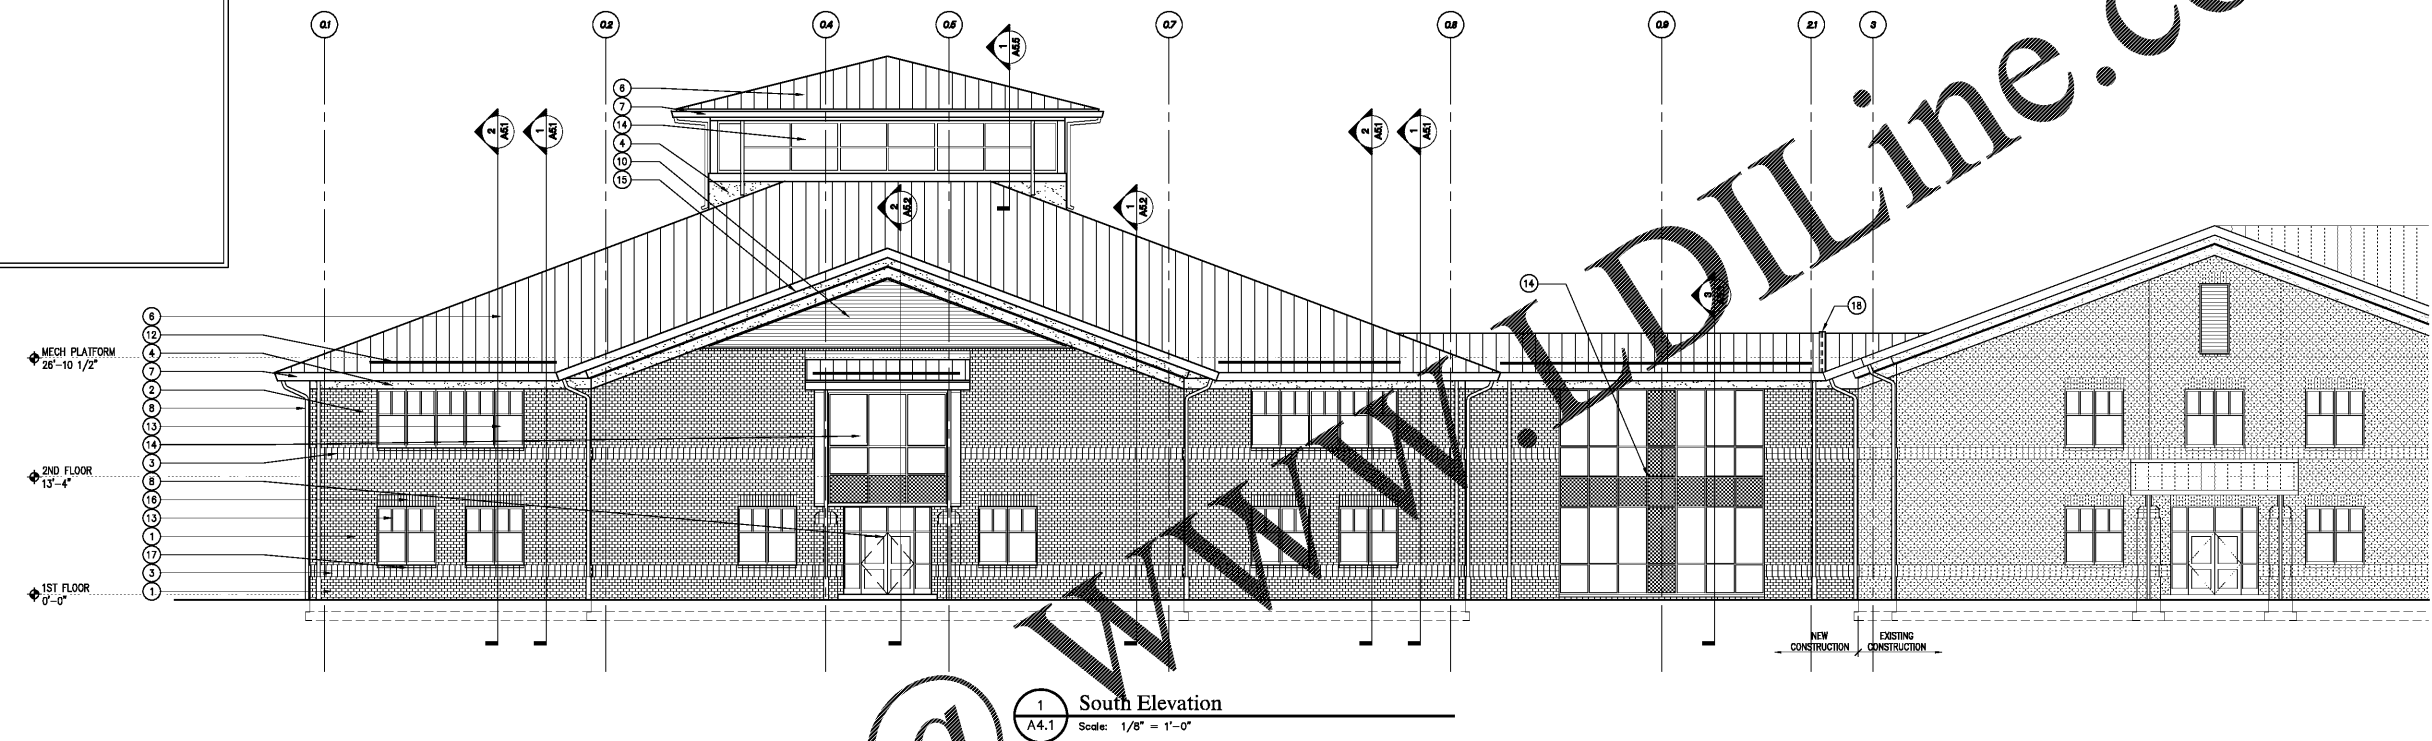 0.1
0.2
0.4
0.5
0.7
0.8
0.9
2.1
3
1
A5.5
6
7
14
4
10
15
2
A5.1
1
A5.1
2
A5.1
1
A5.1
2
A5.2
1
A5.2
14
3
18
6
12
4
7
2
8
13
14
3
8
16
13
1
17
3
1
MECH PLATFORM
26'-10 1/2"
2ND FLOOR
13'-4"
1ST FLOOR
0'-0"
NEW
CONSTRUCTION
EXISTING
CONSTRUCTION
1
A4.1
South Elevation
Scale: 1/8" = 1'-0"
@ www.LDILine.co